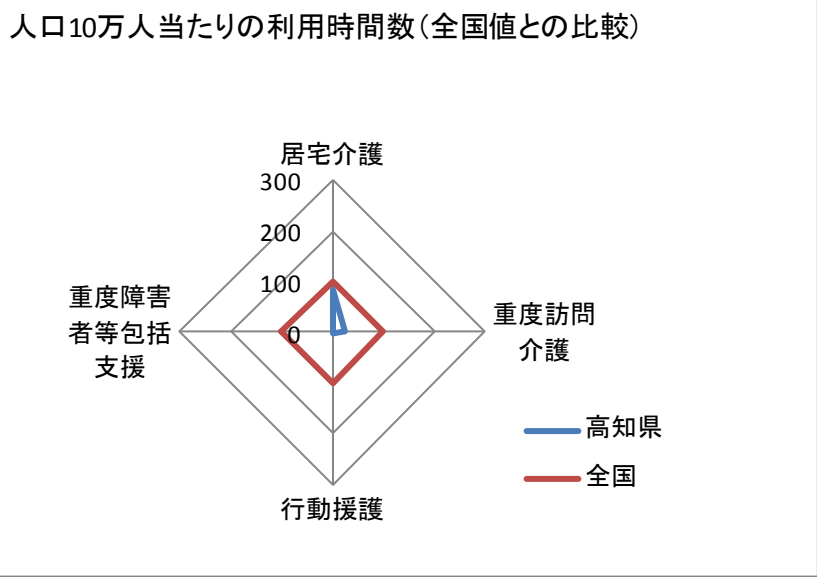 人口10万人当たりの利用時間数（全国値との比較）
居宅介護
300
200
100
0
重度障害
者等包括
支援
重度訪問
介護
行動援護
高知県
全国